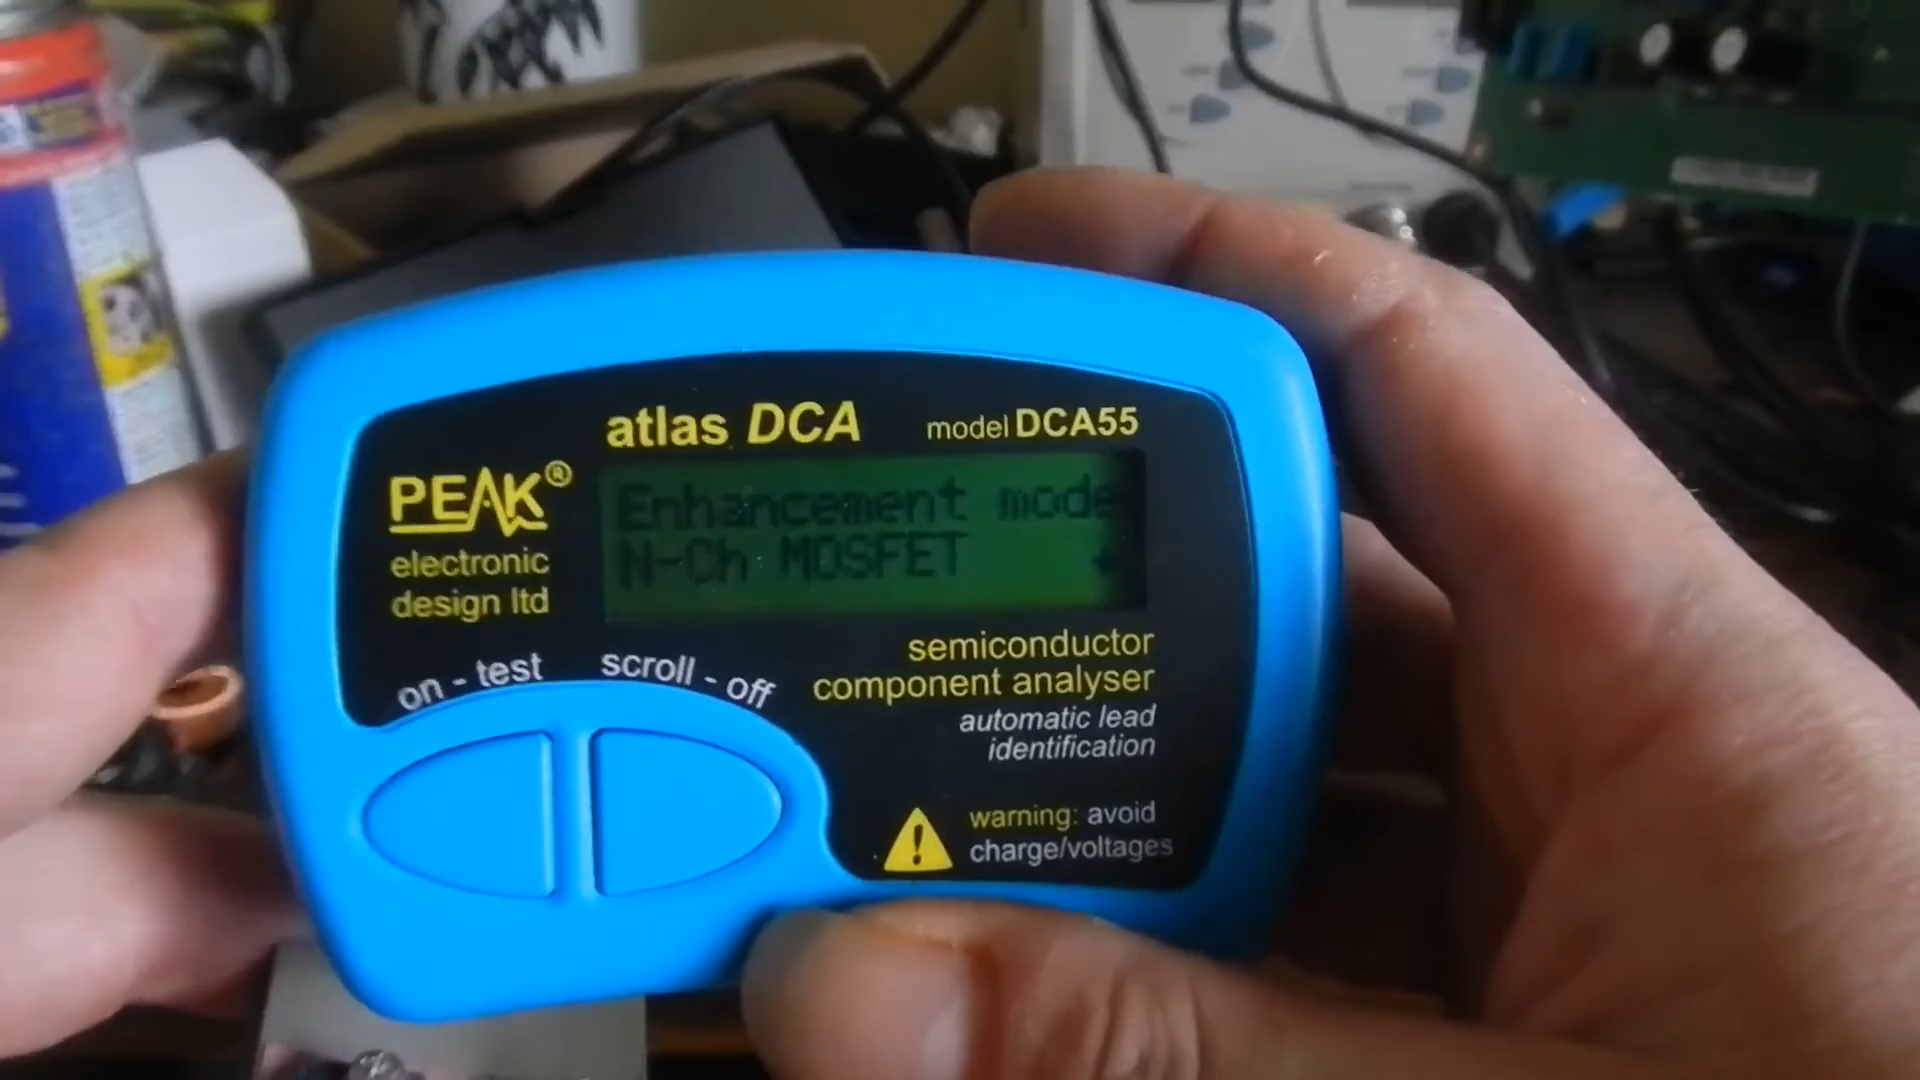 atlas DCA model DCA55
PEAK®
electronic
design ltd
Enhancement mode
N-Ch MOSFET
on - test scroll - off
semiconductor
component analyser
automatic lead
identification
warning: avoid
charge/voltages